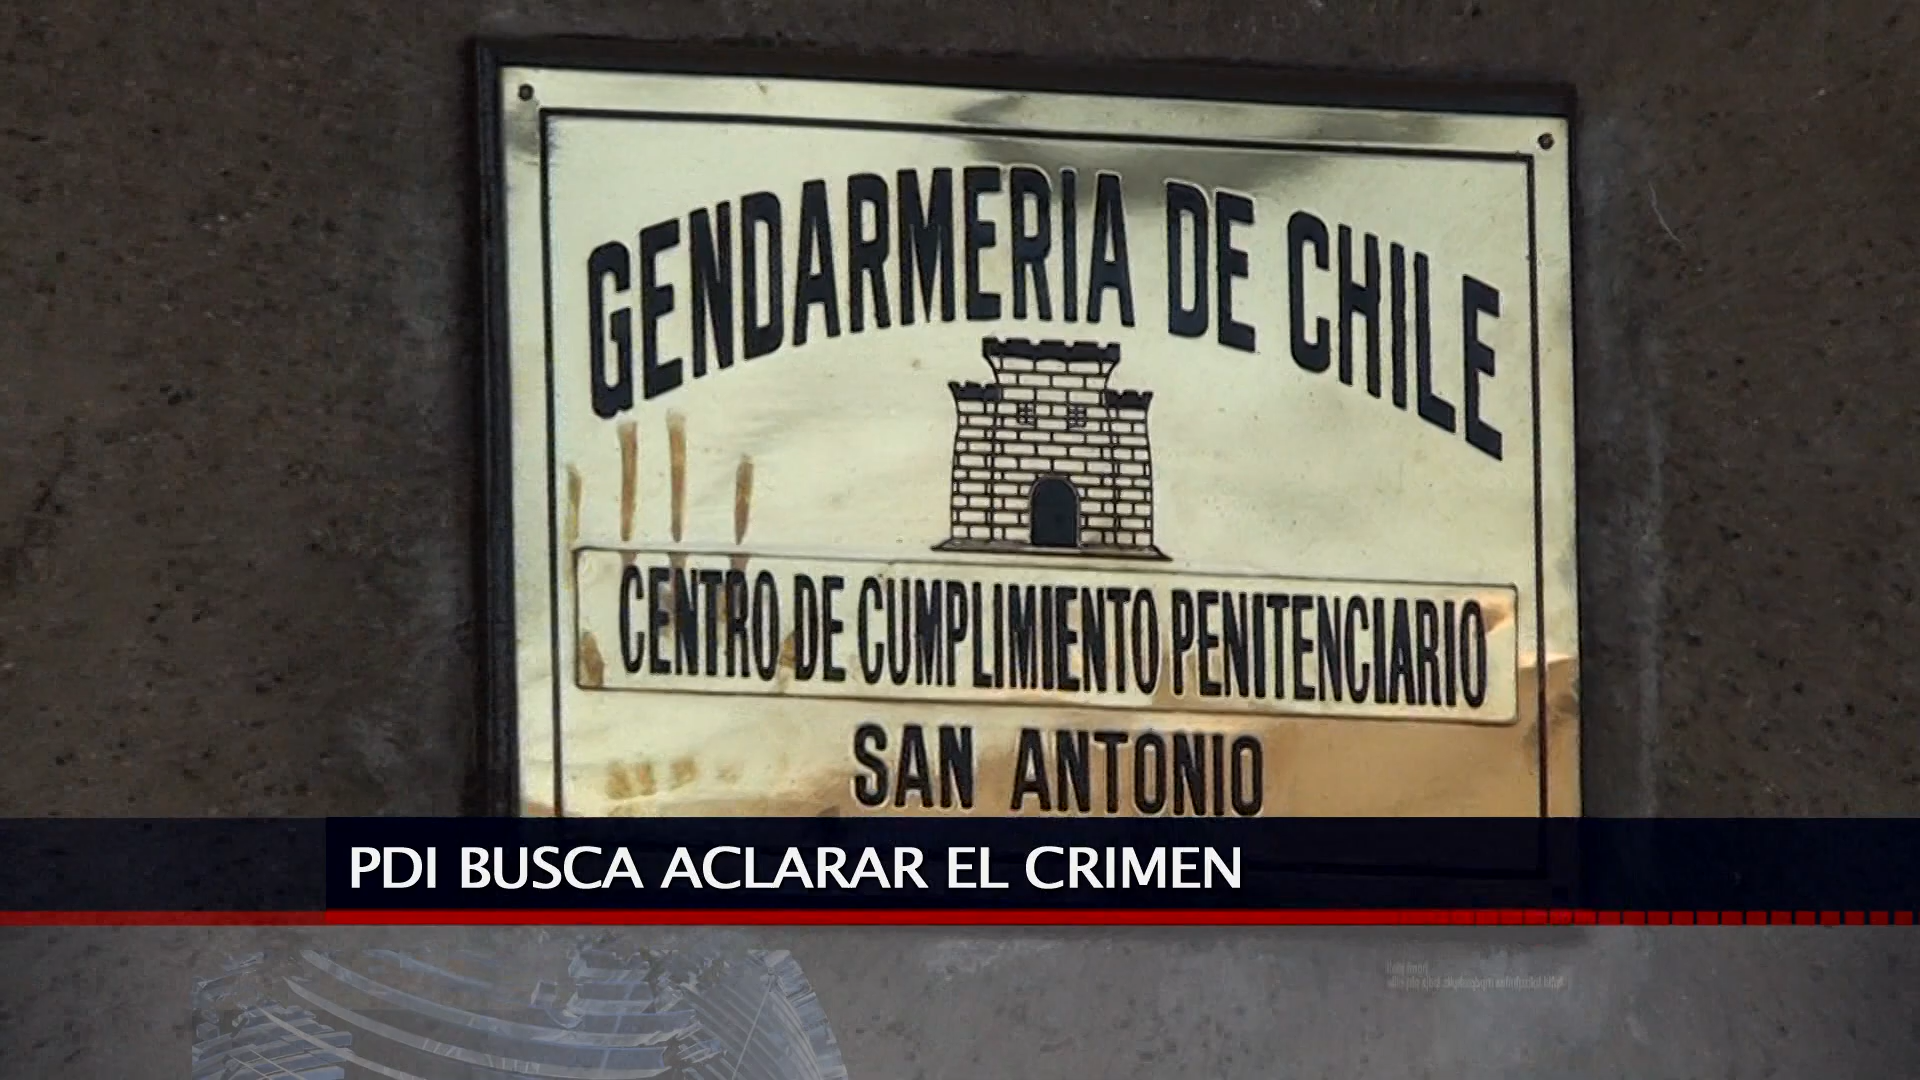 GENDARMERIA DE CHILE
CENTRO DE CUMPLIMIENTO PENITENCIARIO
SAN ANTONIO
PDI BUSCA ACLARAR EL CRIMEN